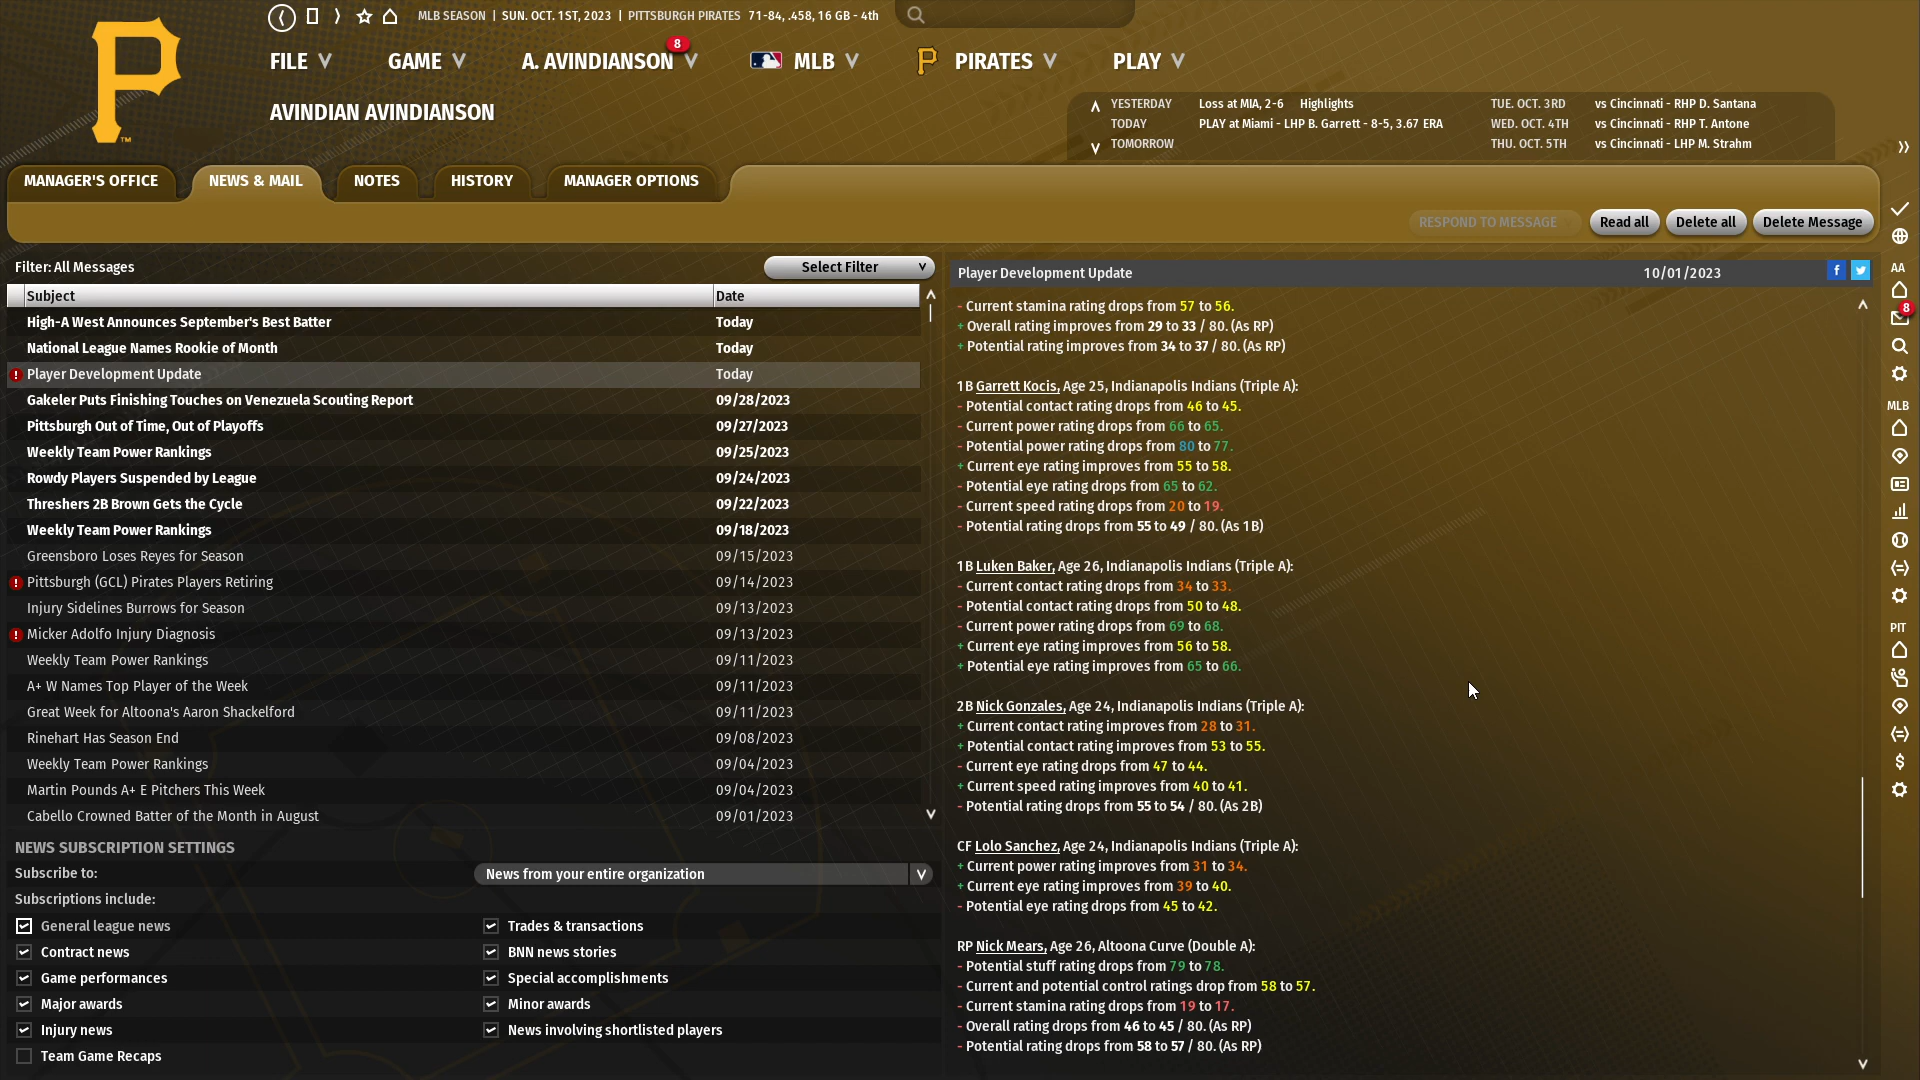 P
TM
MLB SEASON | SUN. OCT. 1ST, 2023 | PITTSBURGH PIRATES 71-84, .458, 16 GB - 4th
FILE GAME A. AVINDIANSON 8 MLB P PIRATES PLAY
AVINDIAN AVINDIANSON
YESTERDAY Loss at MIA, 2-6 Highlights TUE. OCT. 3RD vs Cincinnati - RHP D. Santana
TODAY PLAY at Miami - LHP B. Garrett - 8-5, 3.67 ERA WED. OCT. 4TH vs Cincinnati - RHP T. Antone
TOMORROW THU. OCT. 5TH vs Cincinnati - LHP M. Strahm
MANAGER'S OFFICE NEWS & MAIL NOTES HISTORY MANAGER OPTIONS
RESPOND TO MESSAGE Read all Delete all Delete Message
Filter: All Messages Select Filter
Subject Date
High-A West Announces September's Best Batter Today
National League Names Rookie of Month Today
! Player Development Update Today
Gakeler Puts Finishing Touches on Venezuela Scouting Report 09/28/2023
Pittsburgh Out of Time, Out of Playoffs 09/27/2023
Weekly Team Power Rankings 09/25/2023
Rowdy Players Suspended by League 09/24/2023
Threshers 2B Brown Gets the Cycle 09/22/2023
Weekly Team Power Rankings 09/18/2023
Greensboro Loses Reyes for Season 09/15/2023
! Pittsburgh (GCL) Pirates Players Retiring 09/14/2023
Injury Sidelines Burrows for Season 09/13/2023
! Micker Adolfo Injury Diagnosis 09/13/2023
Weekly Team Power Rankings 09/11/2023
A+ W Names Top Player of the Week 09/11/2023
Great Week for Altoona's Aaron Shackelford 09/11/2023
Rinehart Has Season End 09/08/2023
Weekly Team Power Rankings 09/04/2023
Martin Pounds A+ E Pitchers This Week 09/04/2023
Cabello Crowned Batter of the Month in August 09/01/2023
NEWS SUBSCRIPTION SETTINGS
Subscribe to: News from your entire organization
Subscriptions include:
General league news Trades & transactions
Contract news BNN news stories
Game performances Special accomplishments
Major awards Minor awards
Injury news News involving shortlisted players
Team Game Recaps
Player Development Update 10/01/2023 f
- Current stamina rating drops from 57 to 56.
+ Overall rating improves from 29 to 33 / 80. (As RP)
+ Potential rating improves from 34 to 37 / 80. (As RP)
1B Garrett Kocis, Age 25, Indianapolis Indians (Triple A):
- Potential contact rating drops from 46 to 45.
- Current power rating drops from 66 to 65.
- Potential power rating drops from 80 to 77.
+ Current eye rating improves from 55 to 58.
- Potential eye rating drops from 65 to 62.
- Current speed rating drops from 20 to 19.
- Potential rating drops from 55 to 49 / 80. (As 1B)
1B Luken Baker, Age 26, Indianapolis Indians (Triple A):
- Current contact rating drops from 34 to 33.
- Potential contact rating drops from 50 to 48.
- Current power rating drops from 69 to 68.
+ Current eye rating improves from 56 to 58.
+ Potential eye rating improves from 65 to 66.
2B Nick Gonzales, Age 24, Indianapolis Indians (Triple A):
+ Current contact rating improves from 28 to 31.
+ Potential contact rating improves from 53 to 55.
- Current eye rating drops from 47 to 44.
+ Current speed rating improves from 40 to 41.
- Potential rating drops from 55 to 54 / 80. (As 2B)
CF Lolo Sanchez, Age 24, Indianapolis Indians (Triple A):
+ Current power rating improves from 31 to 34.
+ Current eye rating improves from 39 to 40.
- Potential eye rating drops from 45 to 42.
RP Nick Mears, Age 26, Altoona Curve (Double A):
- Potential stuff rating drops from 79 to 78.
- Current and potential control ratings drop from 58 to 57.
- Current stamina rating drops from 19 to 17.
- Overall rating drops from 46 to 45 / 80. (As RP)
- Potential rating drops from 58 to 57 / 80. (As RP)
AA
8
MLB
PIT
$